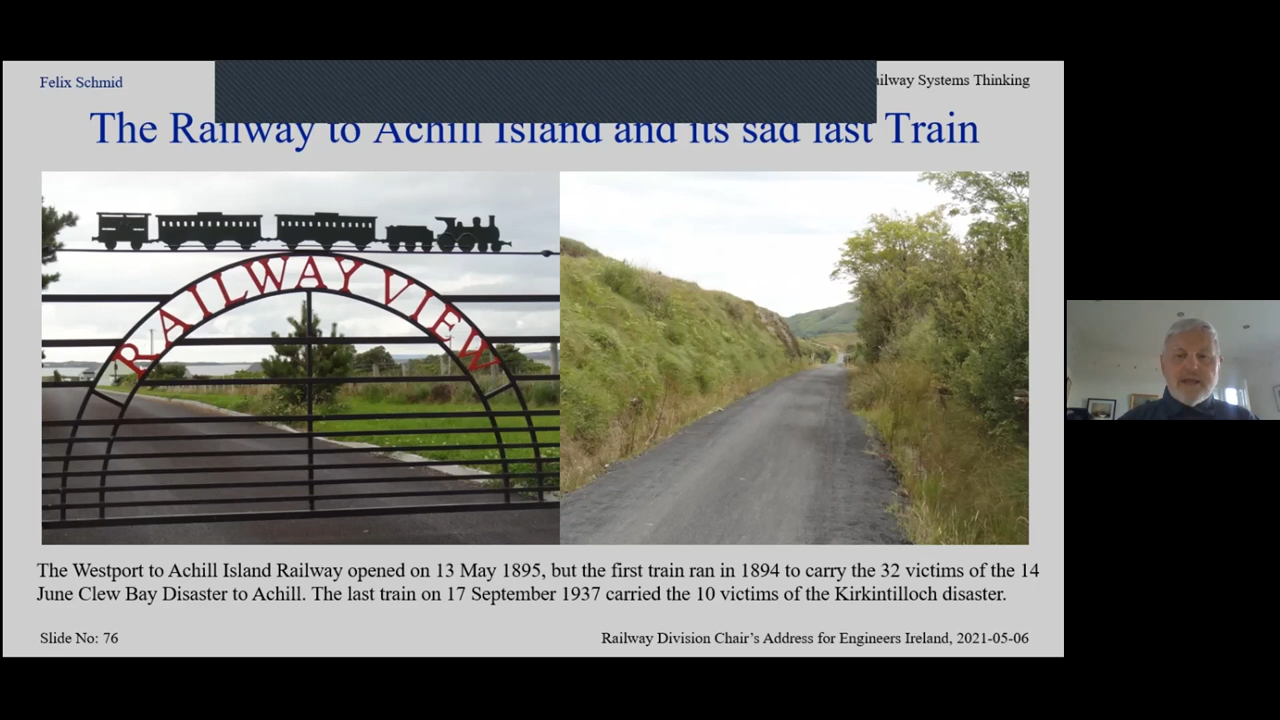 Felix Schmid
ailway Systems Thinking
The Railway to Achill Island and its sad last Train
RAILWAY VIEW
The Westport to Achill Island Railway opened on 13 May 1895, but the first train ran in 1894 to carry the 32 victims of the 14
June Clew Bay Disaster to Achill. The last train on 17 September 1937 carried the 10 victims of the Kirkintilloch disaster.
Slide No: 76
Railway Division Chair’s Address for Engineers Ireland, 2021-05-06